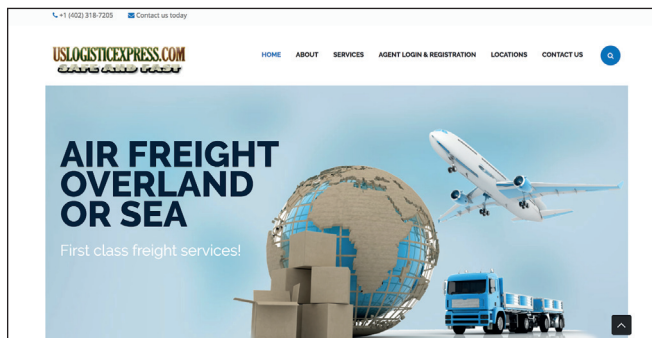 +1 (402) 318-7205 Contact us today
USLOGISTICEXPRESS.COM
SAFE AND FAST
HOME ABOUT SERVICES AGENT LOGIN & REGISTRATION LOCATIONS CONTACT US
AIR FREIGHT
OVERLAND
OR SEA
First class freight services!